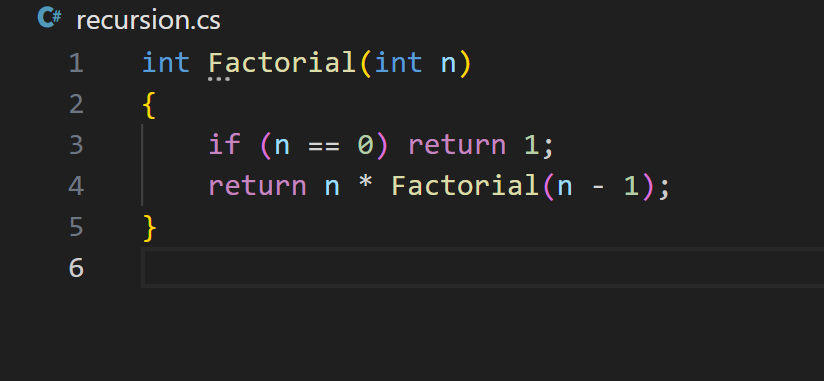 C# recursion.cs
1 int Factorial(int n)
2 {
3     if (n == 0) return 1;
4     return n * Factorial(n - 1);
5 }
6